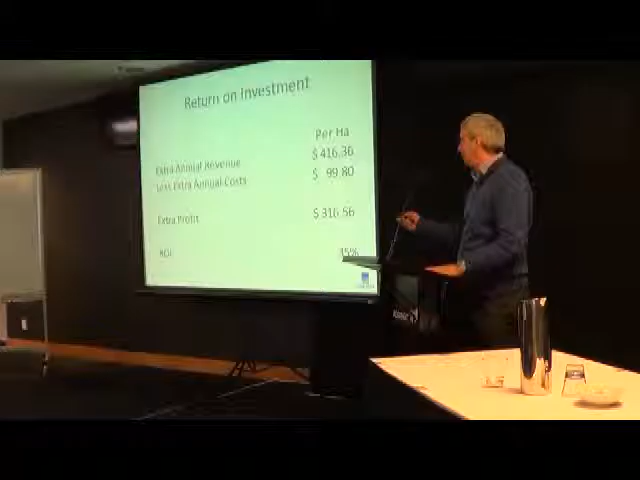 Return on Investment
Per Ha
Extra Annual Revenue $ 416.36
Less Extra Annual Costs $ 99.80
Extra Profit $ 316.56
ROI